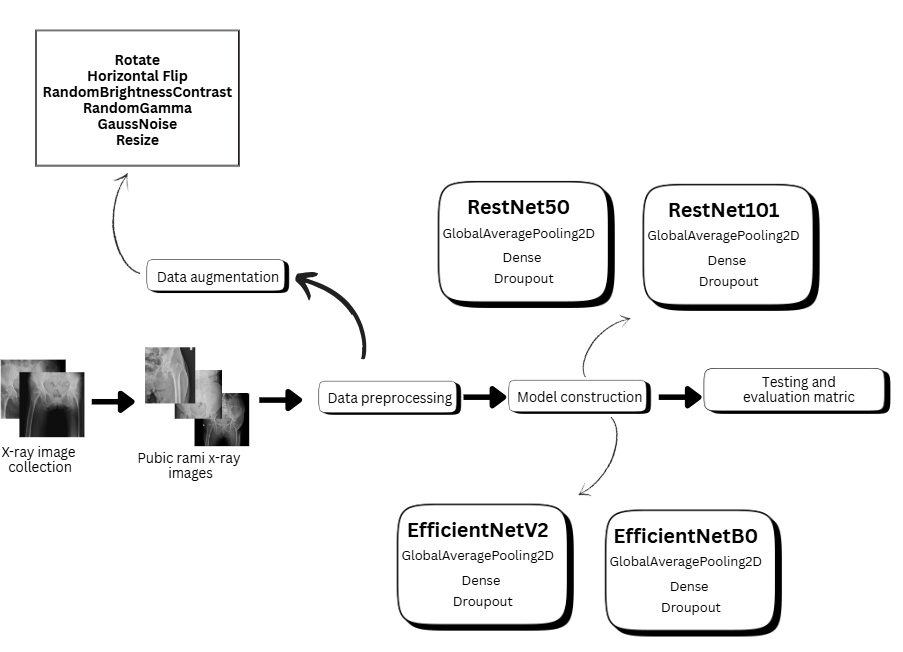 Rotate
Horizontal Flip
RandomBrightnessContrast
RandomGamma
GaussNoise
Resize
RestNet50
GlobalAveragePooling2D
Dense
Droupout
RestNet101
GlobalAveragePooling2D
Dense
Droupout
Data augmentation
X-ray image
collection
Pubic rami x-ray
images
Data preprocessing
Model construction
Testing and
evaluation matric
EfficientNetV2
GlobalAveragePooling2D
Dense
Droupout
EfficientNetB0
GlobalAveragePooling2D
Dense
Droupout